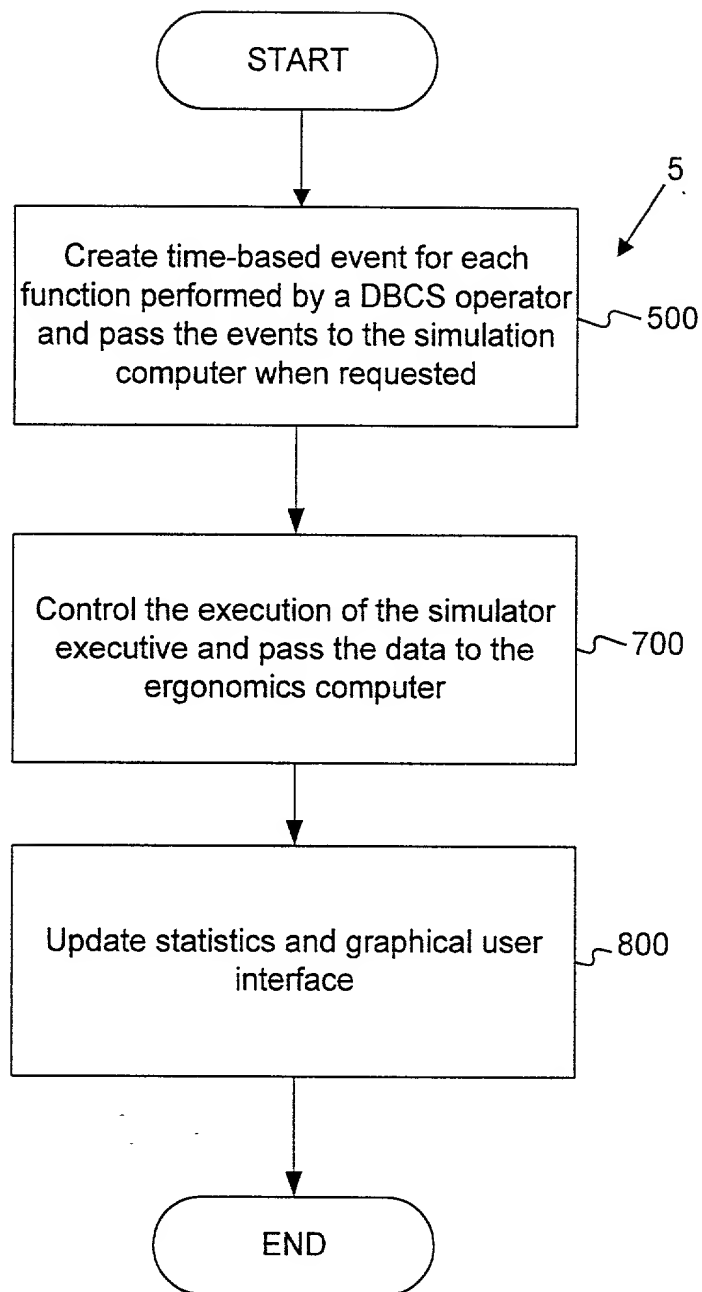 START
5
Create time-based event for each
function performed by a DBCS operator
and pass the events to the simulation
computer when requested
500
Control the execution of the simulator
executive and pass the data to the
ergonomics computer
700
Update statistics and graphical user
interface
800
END